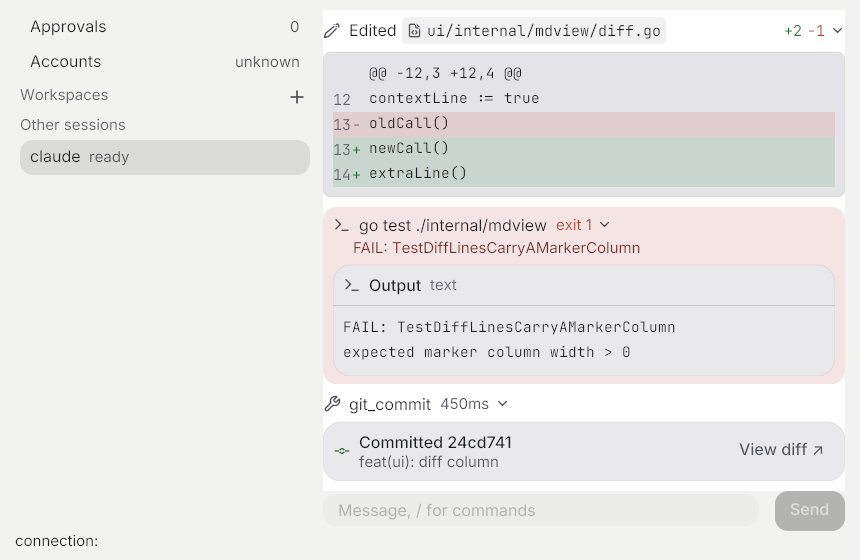 Approvals 0
Accounts unknown
Workspaces +
Other sessions
claude ready
connection:
Edited ui/internal/mdview/diff.go +2 -1
@@ -12,3 +12,4 @@
12 contextLine := true
13- oldCall()
13+ newCall()
14+ extraLine()
go test ./internal/mdview exit 1
FAIL: TestDiffLinesCarryAMarkerColumn
Output text
FAIL: TestDiffLinesCarryAMarkerColumn
expected marker column width > 0
git_commit 450ms
Committed 24cd741
feat(ui): diff column
View diff ↗
Message, / for commands
Send